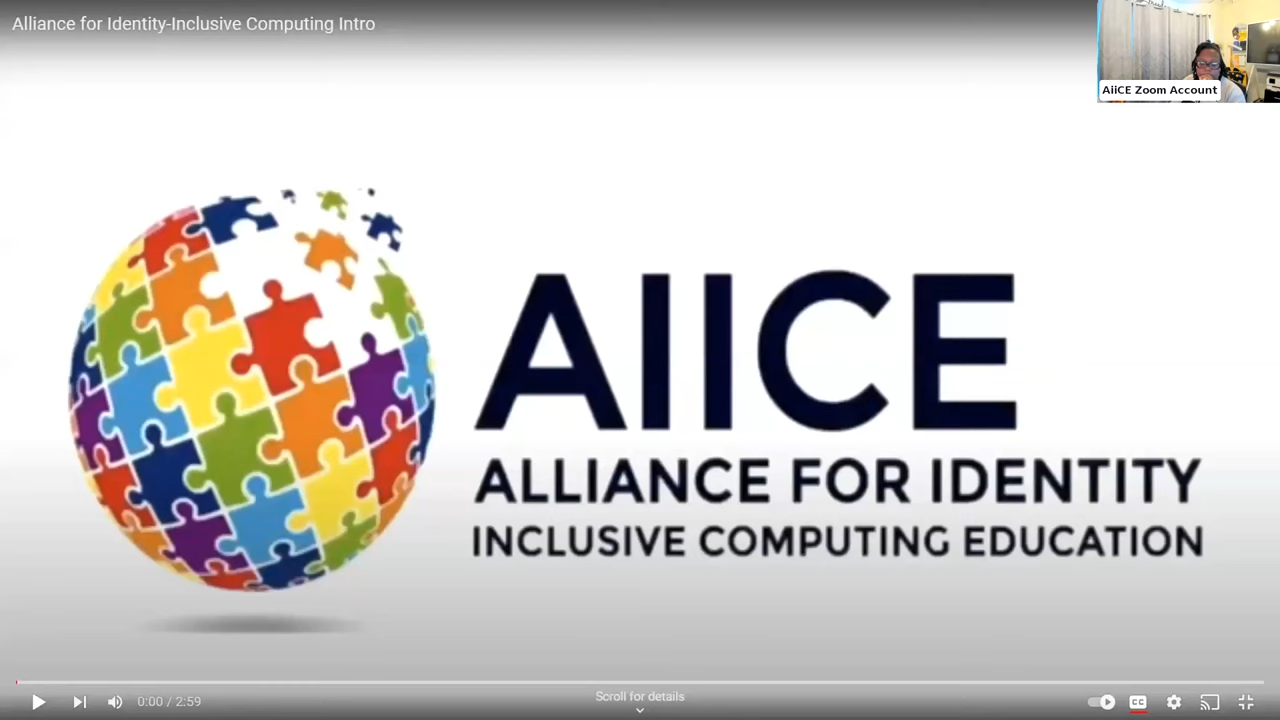 Alliance for Identity-Inclusive Computing Intro
AiiCE Zoom Account
AIICE
ALLIANCE FOR IDENTITY
INCLUSIVE COMPUTING EDUCATION
Scroll for details
0:00 / 2:59
CC